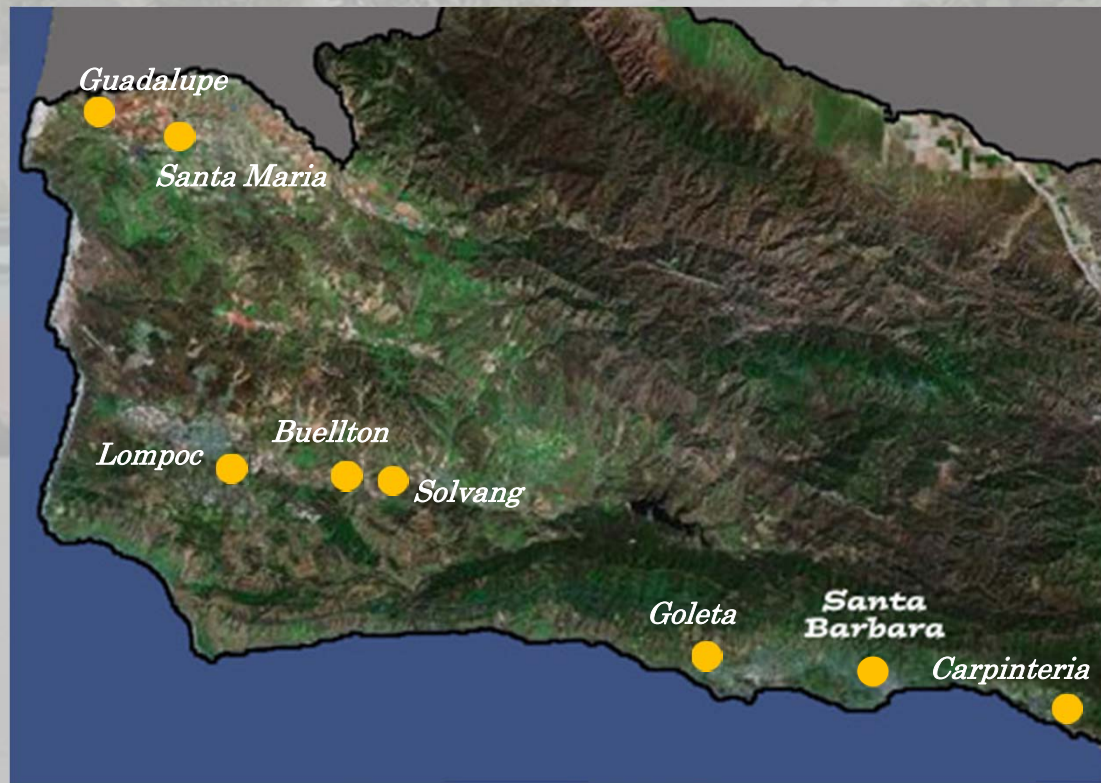 Guadalupe
Santa Maria
Buellton
Lompoc
Solvang
Goleta
Santa
Barbara
Carpinteria